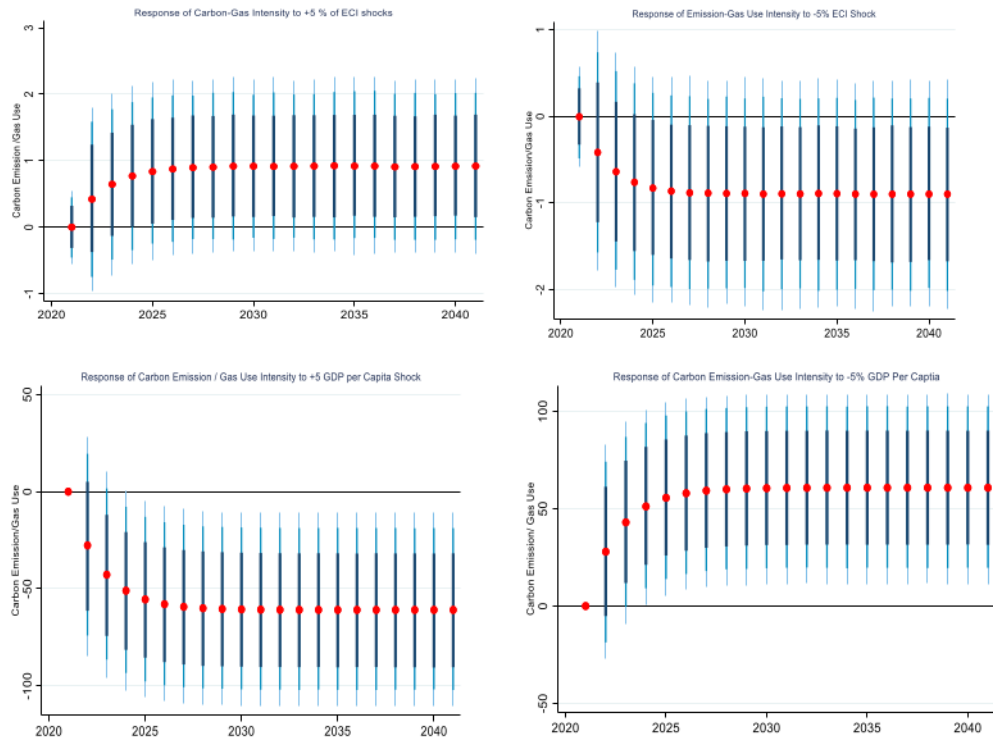 Response of Carbon-Gas Intensity to +5 % of ECI shocks
Carbon Emission /Gas Use
3
2
1
0
-1
2020 2025 2030 2035 2040
Response of Emission-Gas Use Intensity to -5% ECI Shock
Carbon Emsision/Gas Use
1
0
-1
-2
2020 2025 2030 2035 2040
Response of Carbon Emission / Gas Use Intensity to +5 GDP per Capita Shock
Carbon Emission/Gas Use
50
0
-50
-100
2020 2025 2030 2035 2040
Response of Carbon Emission-Gas Use Intensity to -5% GDP Per Captia
Carbon Emission/ Gas Use
100
50
0
-50
2020 2025 2030 2035 2040